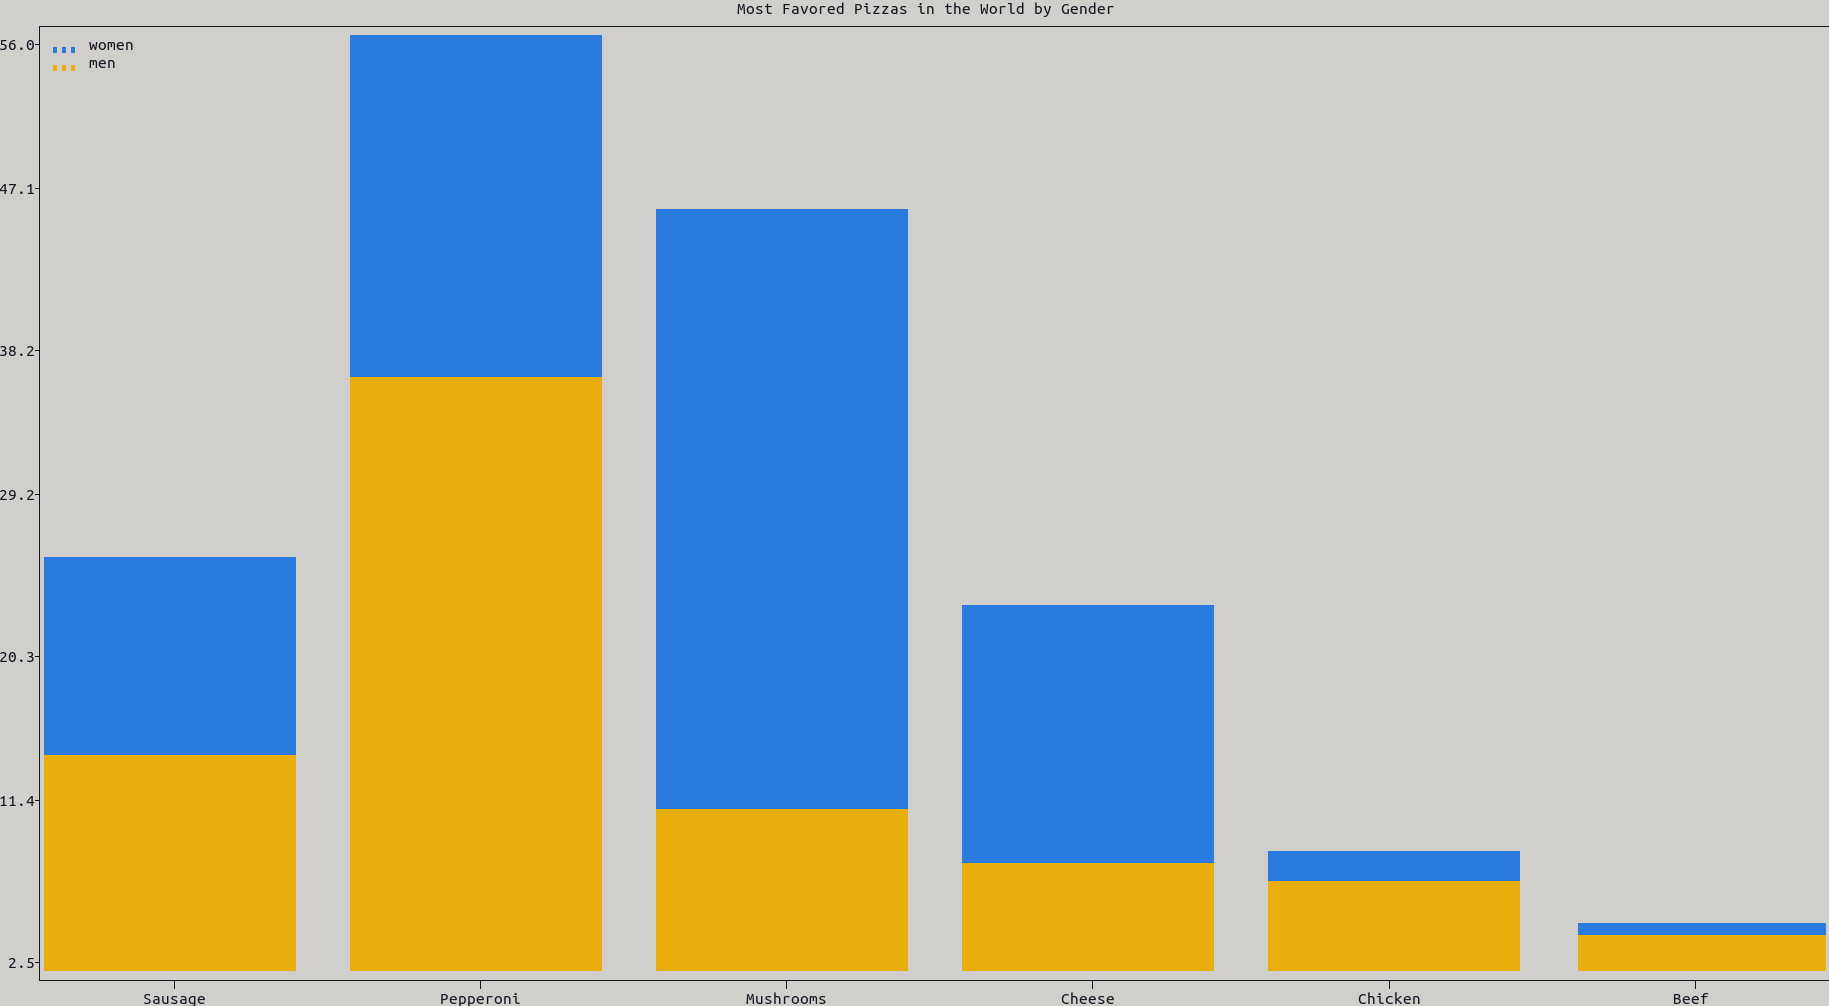 Most Favored Pizzas in the World by Gender
women
men
56.0
47.1
38.2
29.2
20.3
11.4
2.5
Sausage Pepperoni Mushrooms Cheese Chicken Beef